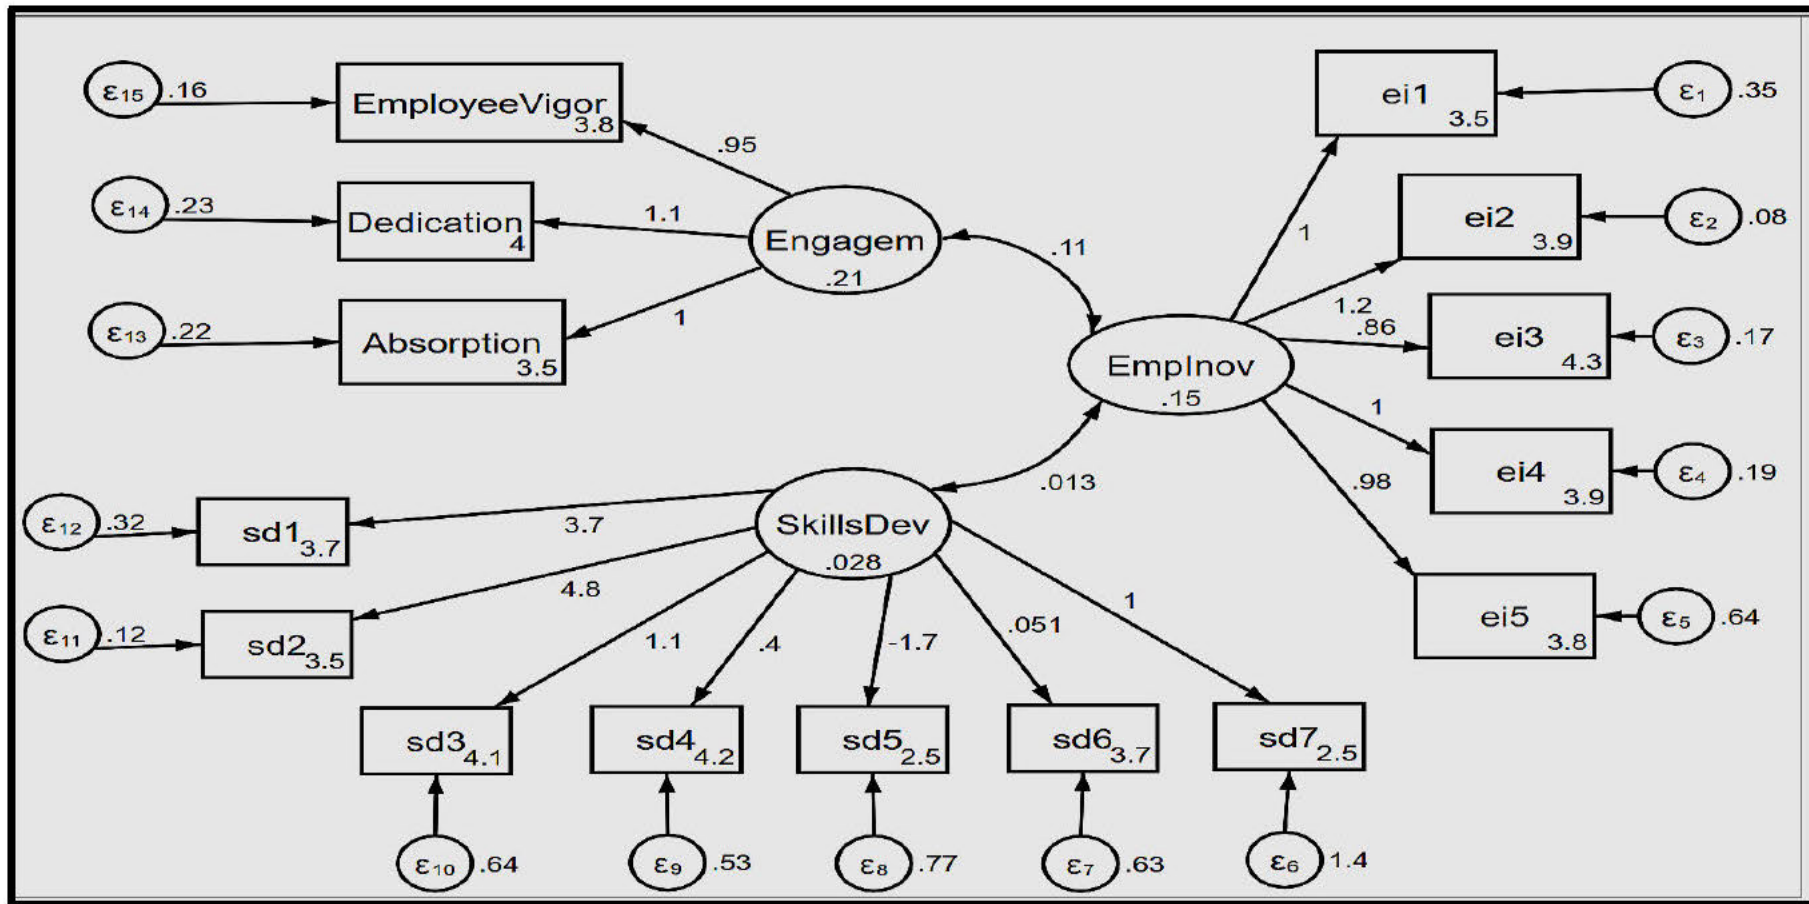 ε15 .16
EmployeeVigor
3.8
.95
ε14 .23
Dedication
4
1.1
ε13 .22
Absorption
3.5
1
Engagem
.21
.11
EmpInov
.15
.013
1
ei1
3.5
ε1 .35
1.2
ei2
3.9
ε2 .08
.86
ei3
4.3
ε3 .17
1
ei4
3.9
ε4 .19
.98
ei5
3.8
ε5 .64
SkillsDev
.028
ε12 .32
sd1 3.7
3.7
ε11 .12
sd2 3.5
4.8
1.1
.4
-1.7
.051
1
sd3 4.1
sd4 4.2
sd5 2.5
sd6 3.7
sd7 2.5
ε10 .64
ε9 .53
ε8 .77
ε7 .63
ε6 1.4